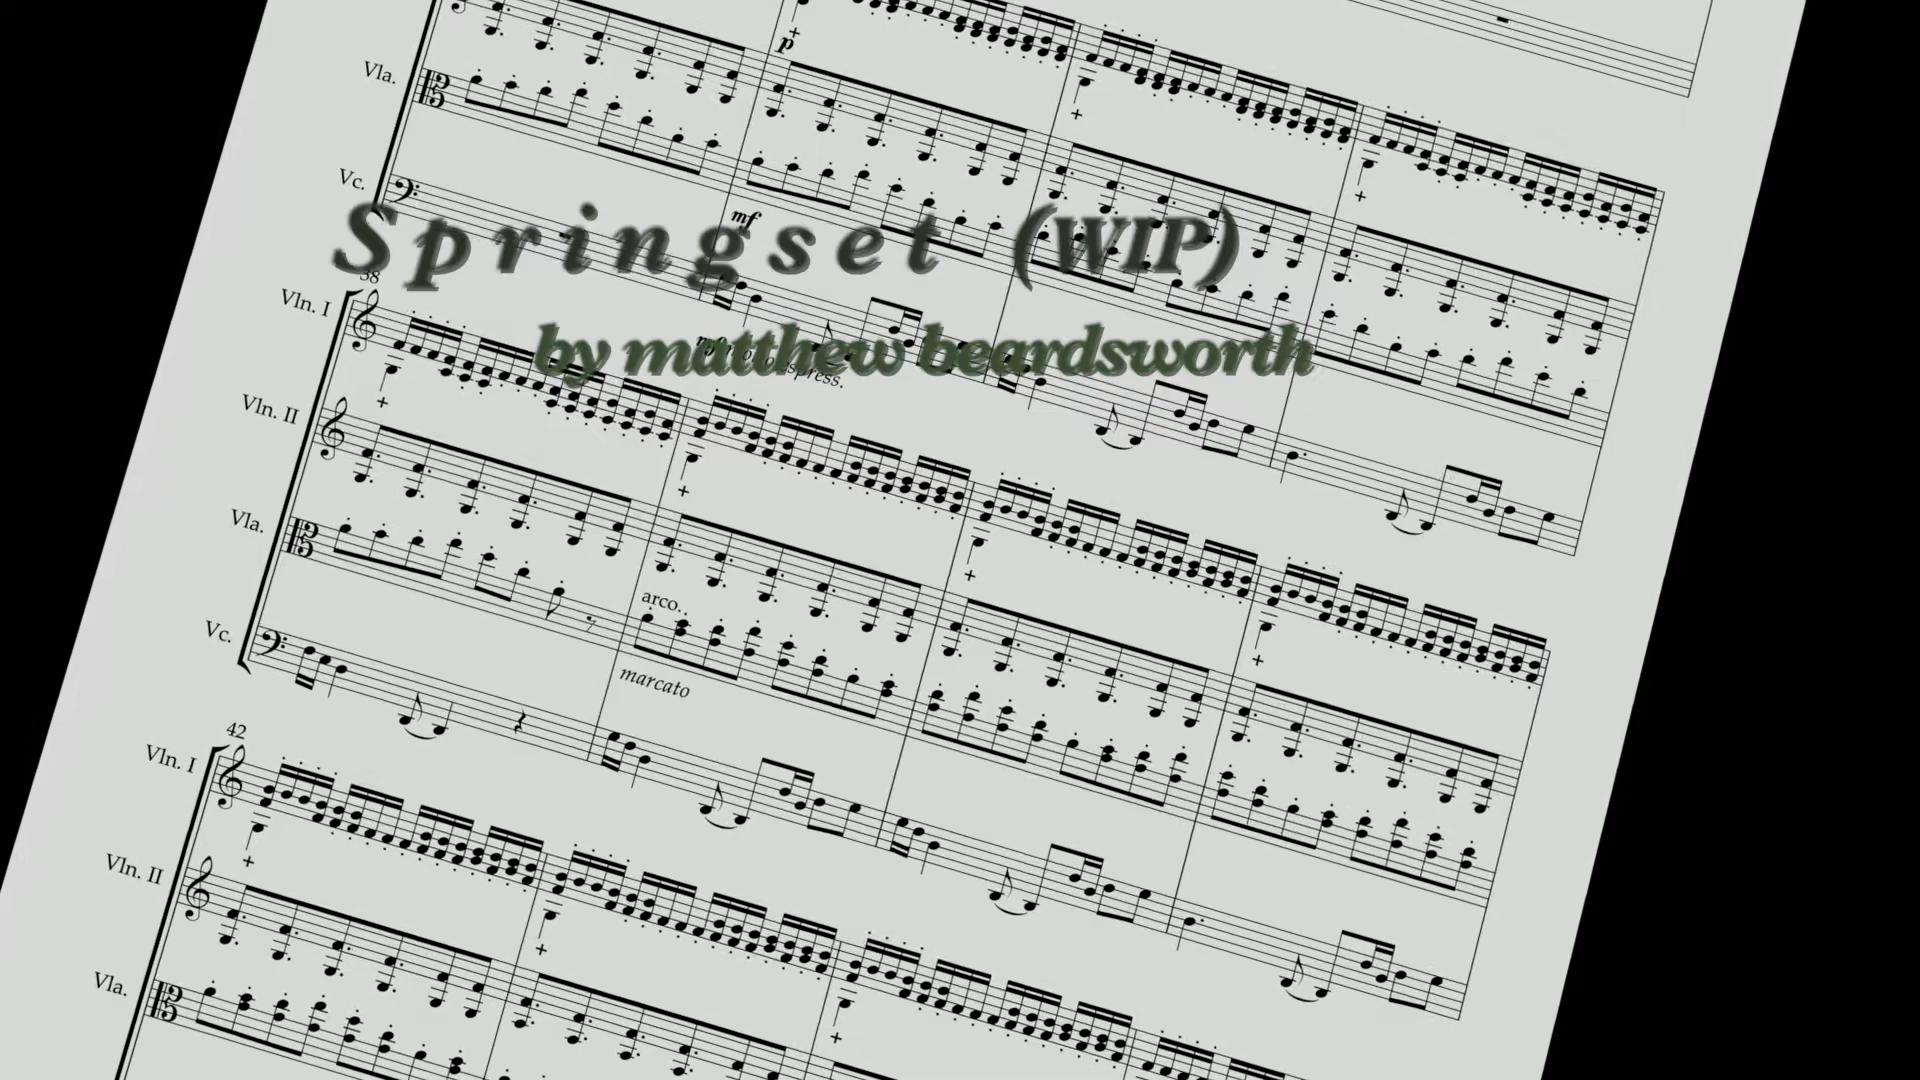 p
Vla.
Vc.
mf
Springset (WIP)
38
Vln. I
by matthew beardsworth
espress.
Vln. II
Vla.
arco
Vc.
marcato
42
Vln. I
Vln. II
Vla.